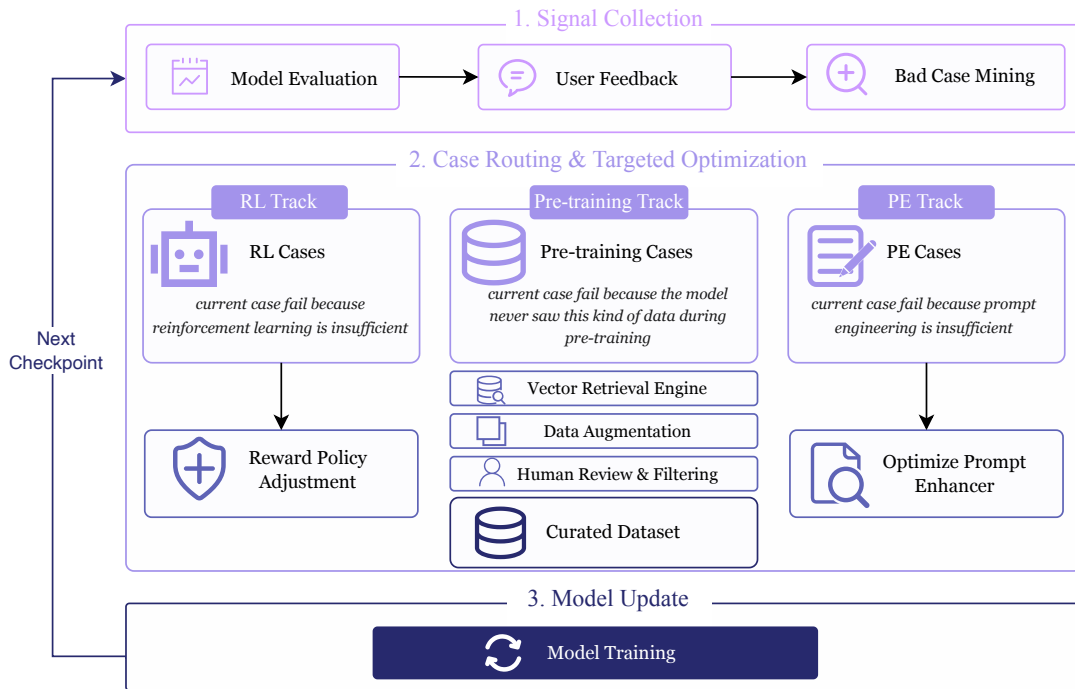 1. Signal Collection
Model Evaluation
User Feedback
Bad Case Mining
2. Case Routing & Targeted Optimization
RL Track
RL Cases
current case fail because
reinforcement learning is insufficient
Reward Policy
Adjustment
Pre-training Track
Pre-training Cases
current case fail because the model
never saw this kind of data during
pre-training
Vector Retrieval Engine
Data Augmentation
Human Review & Filtering
Curated Dataset
PE Track
PE Cases
current case fail because prompt
engineering is insufficient
Optimize Prompt
Enhancer
Next
Checkpoint
3. Model Update
Model Training